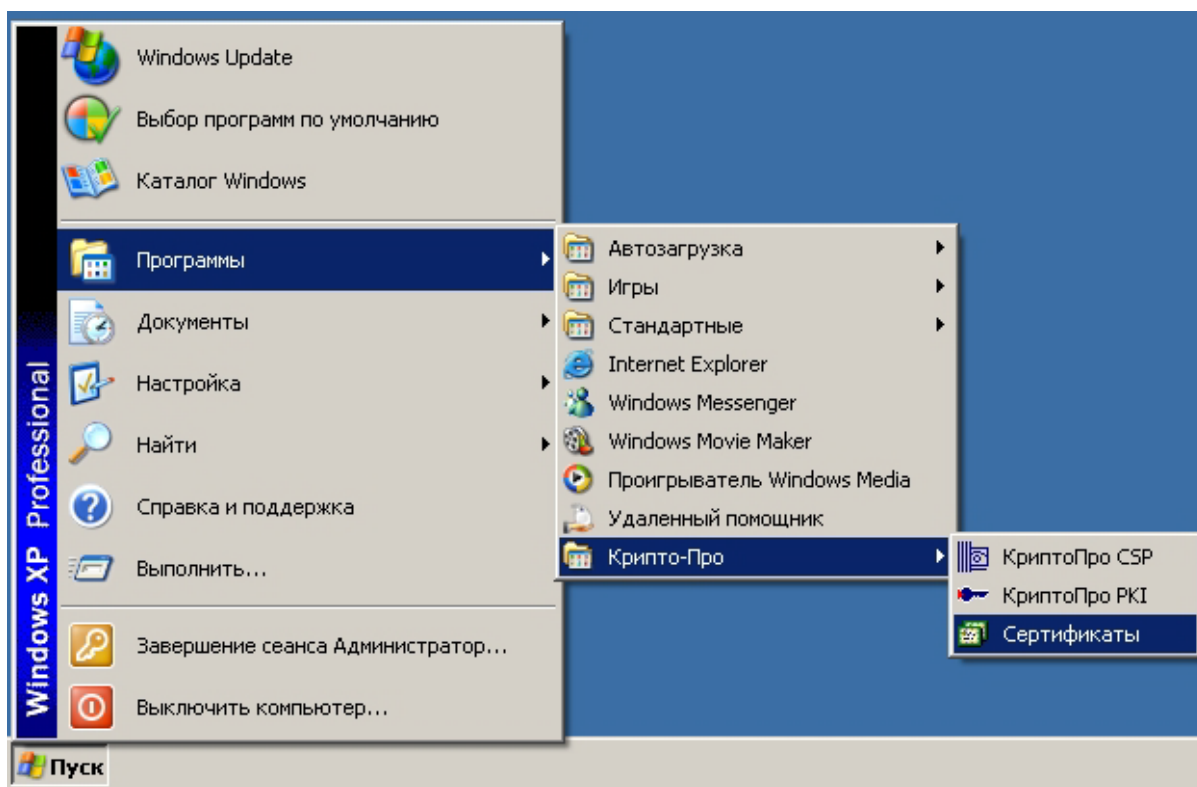 Windows Update
Выбор программ по умолчанию
Каталог Windows
Программы
Документы
Настройка
Найти
Справка и поддержка
Выполнить...
Завершение сеанса Администратор...
Выключить компьютер...
Windows XP Professional
Пуск
Автозагрузка
Игры
Стандартные
Internet Explorer
Windows Messenger
Windows Movie Maker
Проигрыватель Windows Media
Удаленный помощник
Крипто-Про
КриптоПро CSP
КриптоПро PKI
Сертификаты